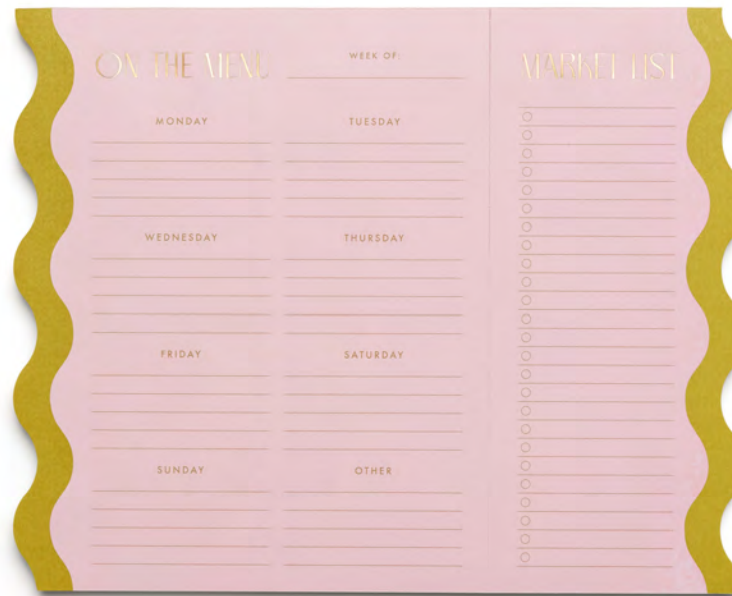 ON THE MENU
WEEK OF:
MONDAY
TUESDAY
WEDNESDAY
THURSDAY
FRIDAY
SATURDAY
SUNDAY
OTHER
MARKET LIST